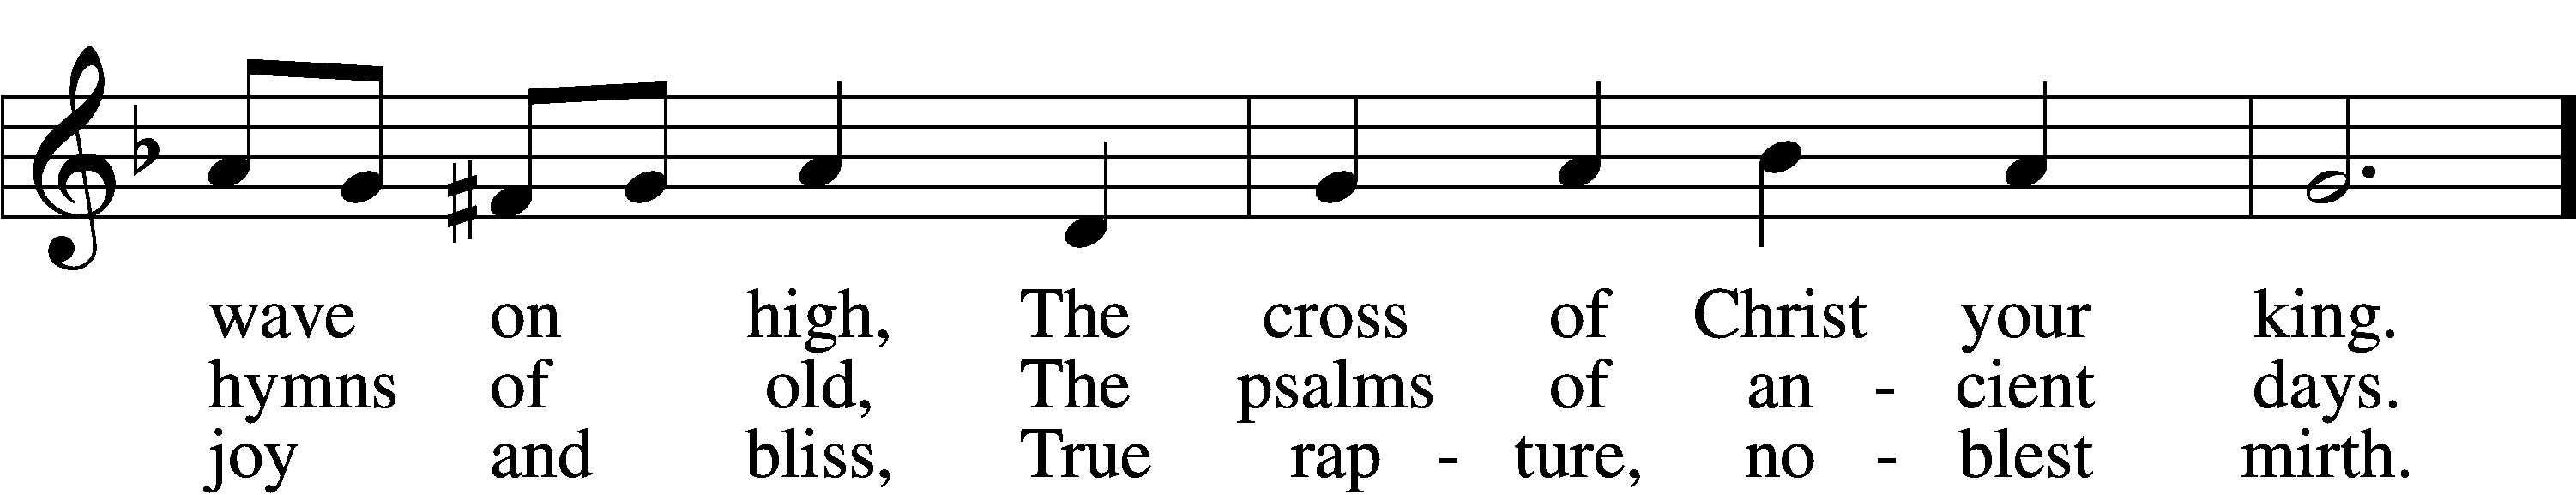 wave on high, The cross of Christ your king.
hymns of old, The psalms of an - cient days.
joy and bliss, True rap - ture, no - blest mirth.